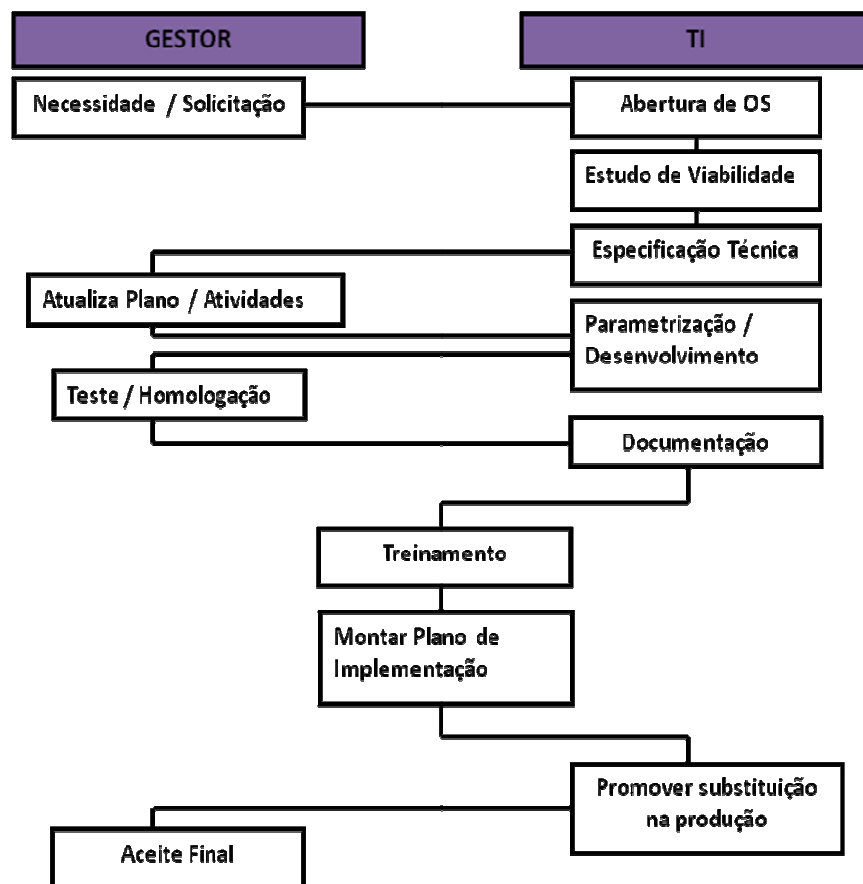 GESTOR
TI
Necessidade / Solicitação
Abertura de OS
Estudo de Viabilidade
Especificação Técnica
Atualiza Plano / Atividades
Parametrização /
Desenvolvimento
Teste / Homologação
Documentação
Treinamento
Montar Plano de
Implementação
Promover substituição
na produção
Aceite Final